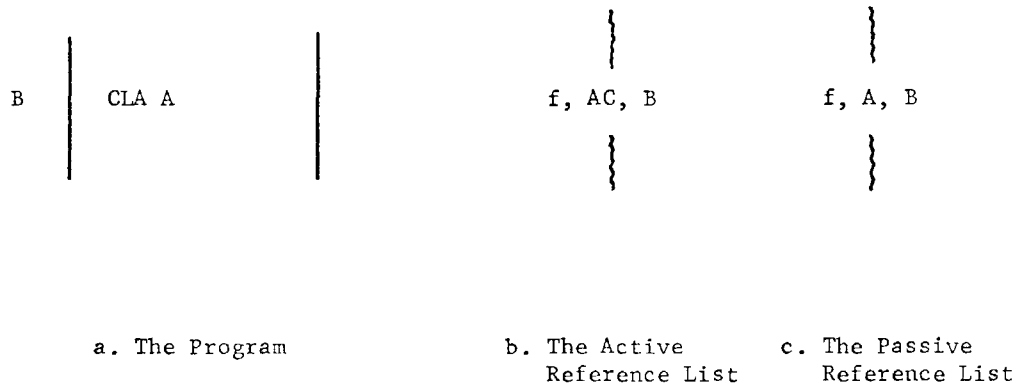 B CLA A f, AC, B f, A, B
a. The Program
b. The Active
Reference List
c. The Passive
Reference List